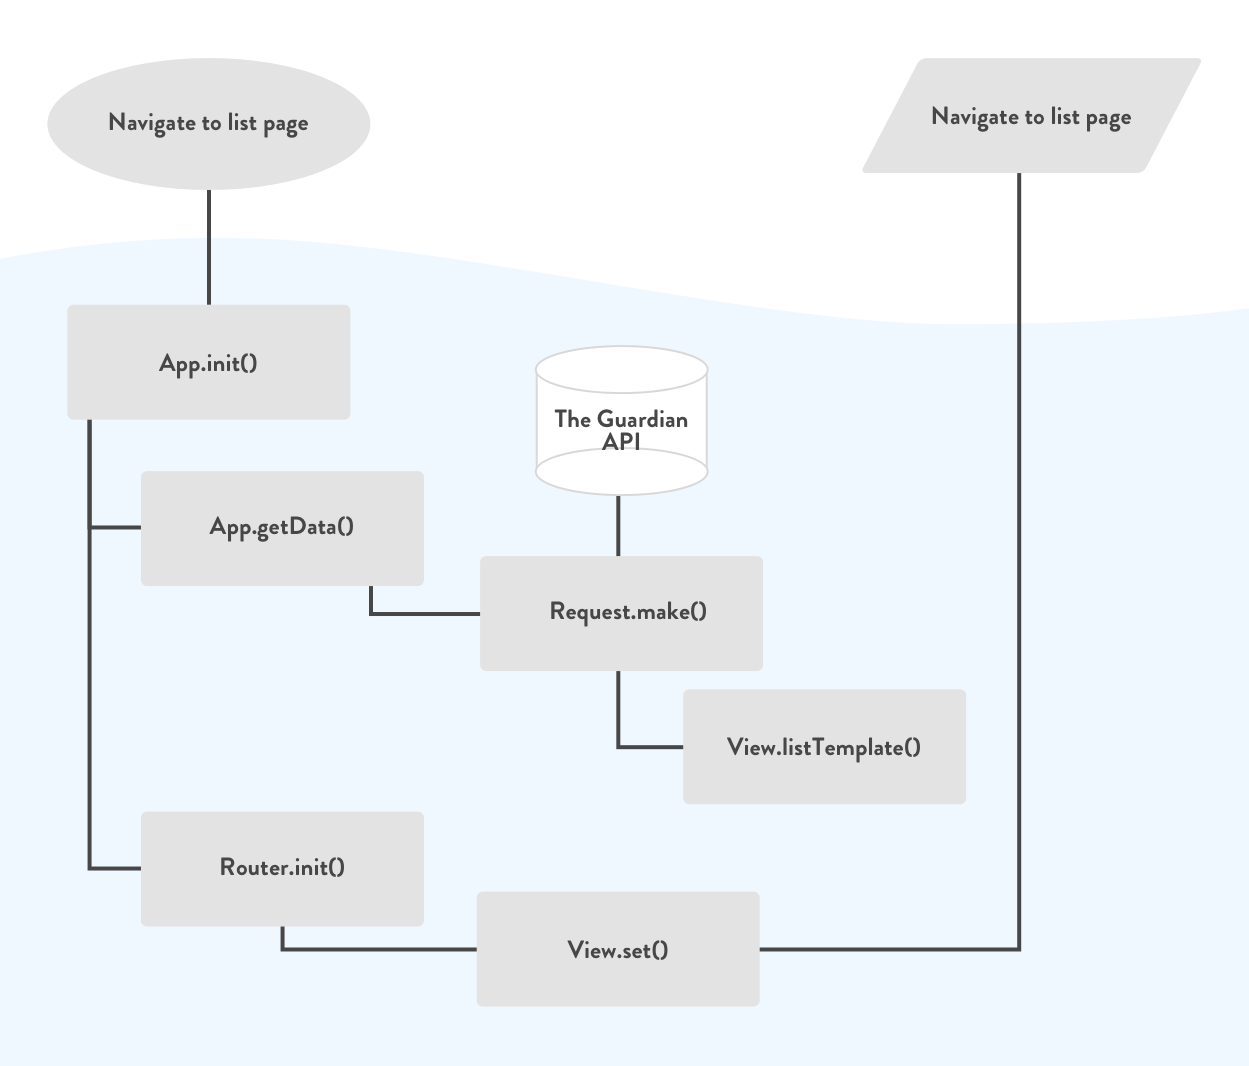 Navigate to list page
Navigate to list page
App.init()
The Guardian
API
App.getData()
Request.make()
View.listTemplate()
Router.init()
View.set()